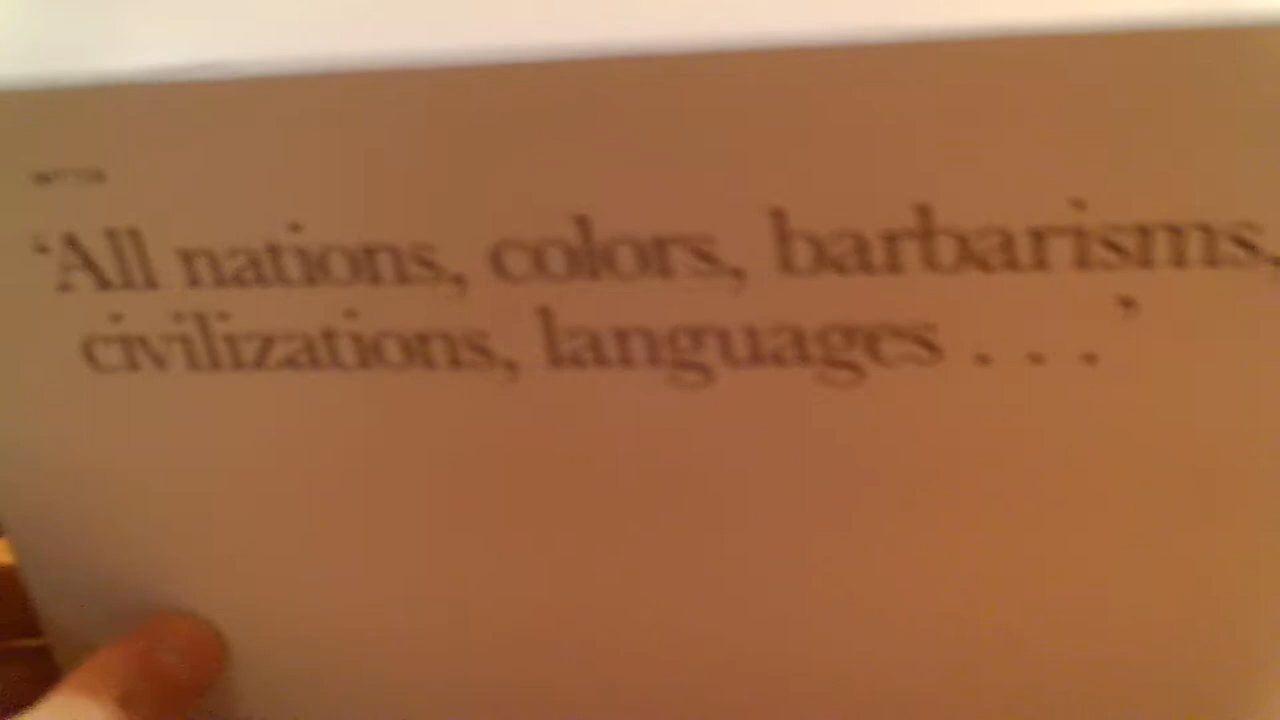 ‘All nations, colors, barbarisms,
civilizations, languages . . .’